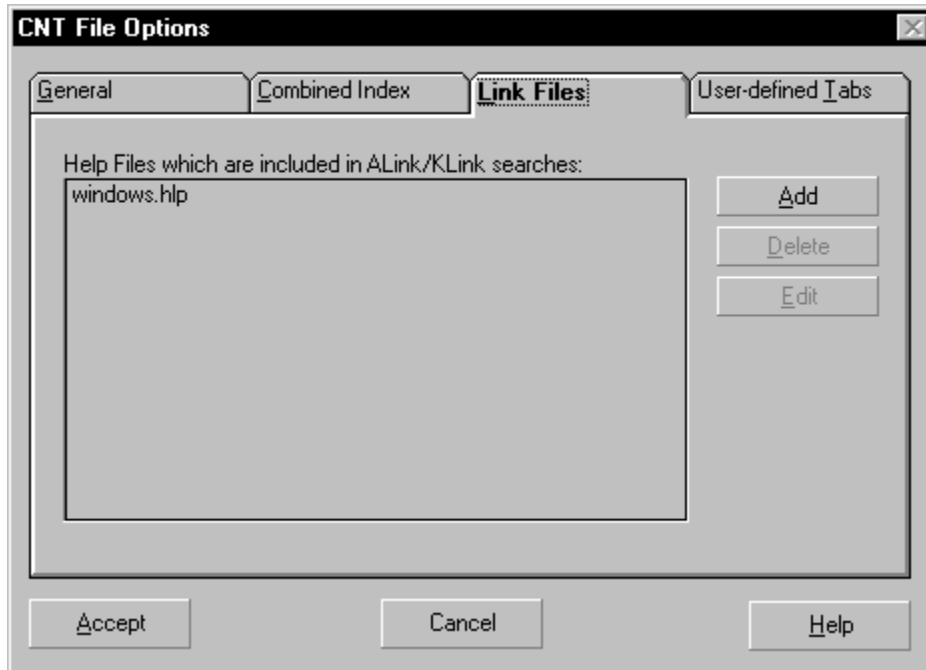 CNT File Options
General
Combined Index
Link Files
User-defined Tabs
Help Files which are included in ALink/KLink searches:
windows.hlp
Add
Delete
Edit
Accept
Cancel
Help